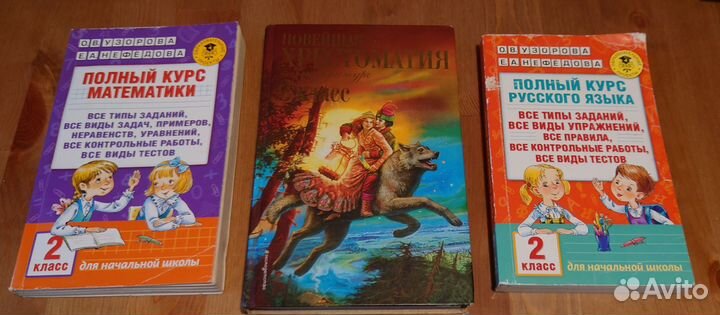 О.В. УЗОРОВА
Е.А. НЕФЁДОВА
ПОЛНЫЙ КУРС
МАТЕМАТИКИ
ВСЕ ТИПЫ ЗАДАНИЙ,
ВСЕ ВИДЫ ЗАДАЧ, ПРИМЕРОВ,
НЕРАВЕНСТВ, УРАВНЕНИЙ,
ВСЕ КОНТРОЛЬНЫЕ РАБОТЫ,
ВСЕ ВИДЫ ТЕСТОВ
2
КЛАСС
для начальной школы
НОВЕЙШАЯ
ХРЕСТОМАТИЯ
класс
О.В. УЗОРОВА
Е.А. НЕФЁДОВА
ПОЛНЫЙ КУРС
РУССКОГО ЯЗЫКА
ВСЕ ТИПЫ ЗАДАНИЙ,
ВСЕ ВИДЫ УПРАЖНЕНИЙ,
ВСЕ ПРАВИЛА,
ВСЕ КОНТРОЛЬНЫЕ РАБОТЫ,
ВСЕ ВИДЫ ТЕСТОВ
2
КЛАСС
для начальной школы
Avito